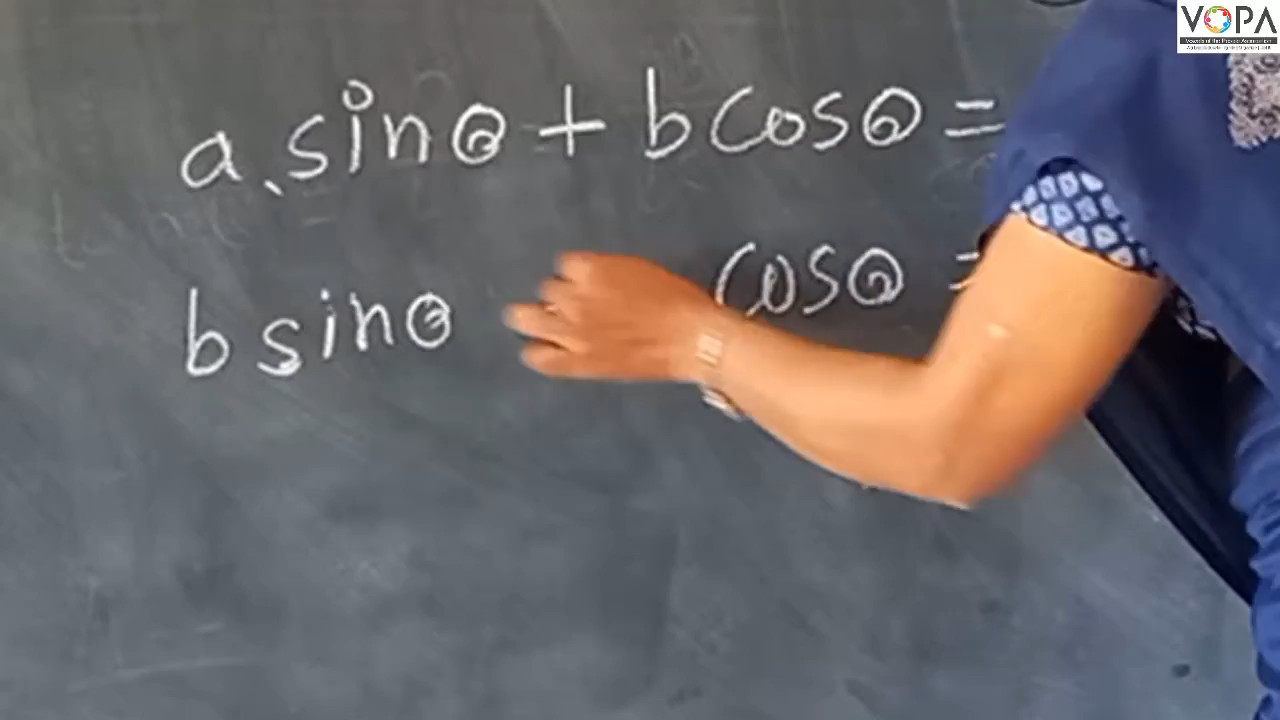 VOPA
a sinθ + b cosθ =
b sinθ cosθ =